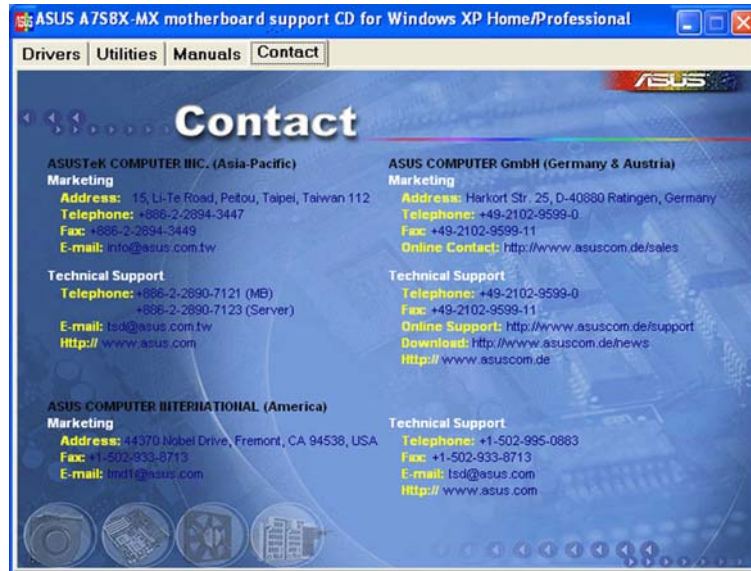 ASUS A7S8X-MX motherboard support CD for Windows XP Home/Professional
Drivers Utilities Manuals Contact
ASUS
Contact
ASUSTeK COMPUTER INC. (Asia-Pacific)
Marketing
Address: 15, Li-Te Road, Peitou, Taipei, Taiwan 112
Telephone: +886-2-2894-3447
Fax: +886-2-2894-3449
E-mail: info@asus.com.tw
Technical Support
Telephone: +886-2-2890-7121 (MB)
+886-2-2890-7123 (Server)
E-mail: tsd@asus.com.tw
Http:// www.asus.com
ASUS COMPUTER GmbH (Germany & Austria)
Marketing
Address: Harkort Str. 25, D-40880 Ratingen, Germany
Telephone: +49-2102-9599-0
Fax: +49-2102-9599-11
Online Contact: http://www.asuscom.de/sales
Technical Support
Telephone: +49-2102-9599-0
Fax: +49-2102-9599-11
Online Support: http://www.asuscom.de/support
Download: http://www.asuscom.de/news
Http:// www.asuscom.de
ASUS COMPUTER INTERNATIONAL (America)
Marketing
Address: 44370 Nobel Drive, Fremont, CA 94538, USA
Fax: +1-502-933-8713
E-mail: tmd1@asus.com
Technical Support
Telephone: +1-502-995-0883
Fax: +1-502-933-8713
E-mail: tsd@asus.com
Http:// www.asus.com